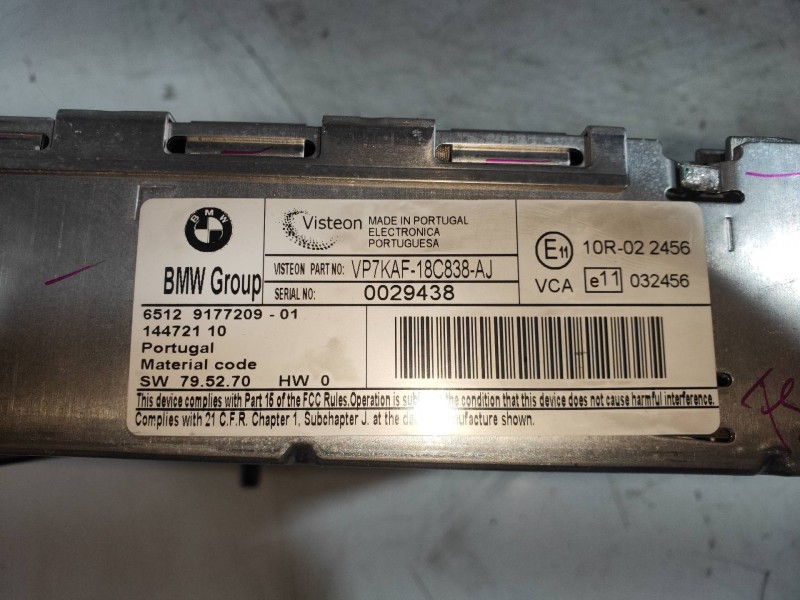 BMW
BMW Group
Visteon
MADE IN PORTUGAL
ELECTRONICA
PORTUGUESA
VISTEON PART NO: VP7KAF-18C838-AJ
SERIAL NO: 0029438
E11 10R-02 2456
VCA e11 032456
6512 9177209 - 01
144721 10
Portugal
Material code
SW 79.52.70 HW 0
This device complies with Part 15 of the FCC Rules.Operation is the condition that this device does not cause harmful interference.
Complies with 21 C.F.R. Chapter 1, Subchapter J. at the shown.